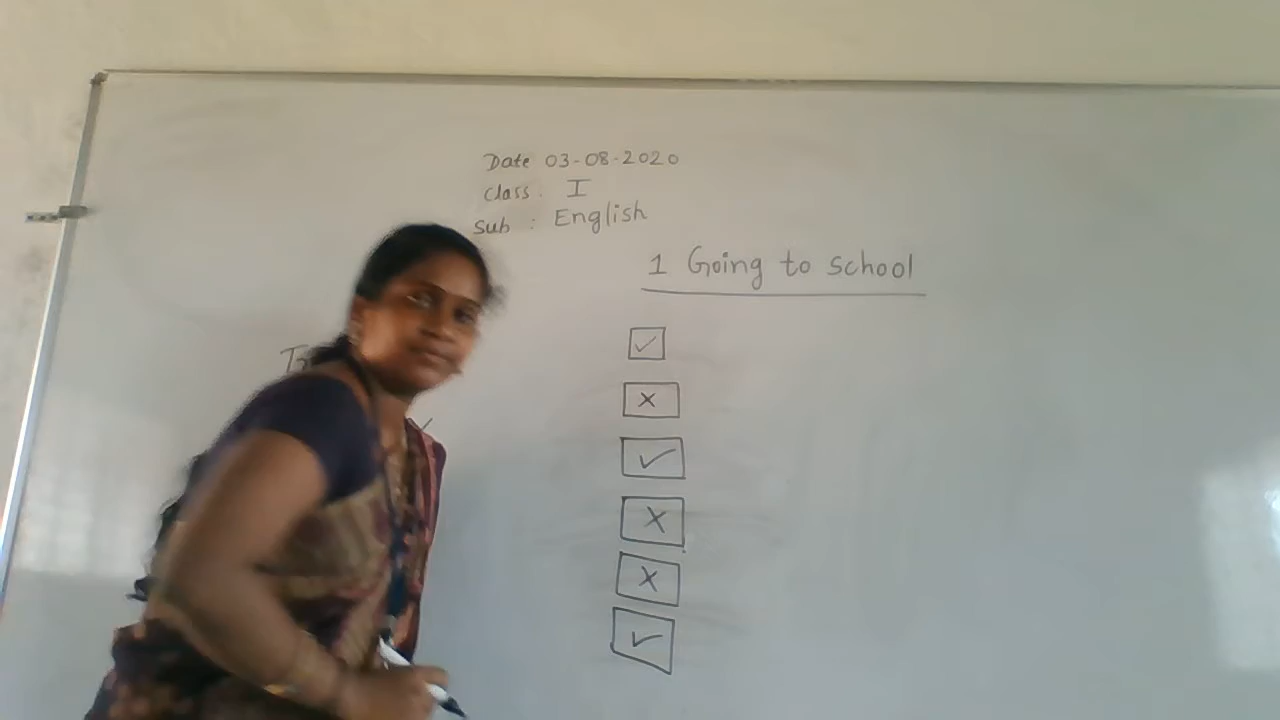 Date 03-08-2020
Class : I
Sub : English
1 Going to school
✓
✓
×
✓
×
×
✓